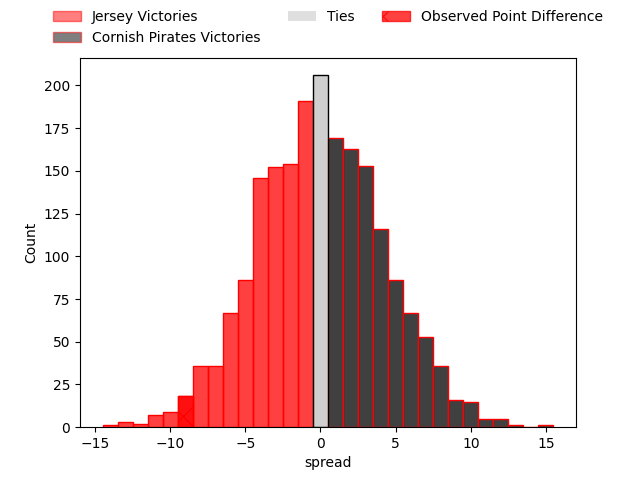 Jersey Victories
Cornish Pirates Victories
Ties
Observed Point Difference
200
175
150
125
100
75
50
25
0
Count
−15
−10
−5
0
5
10
15
spread